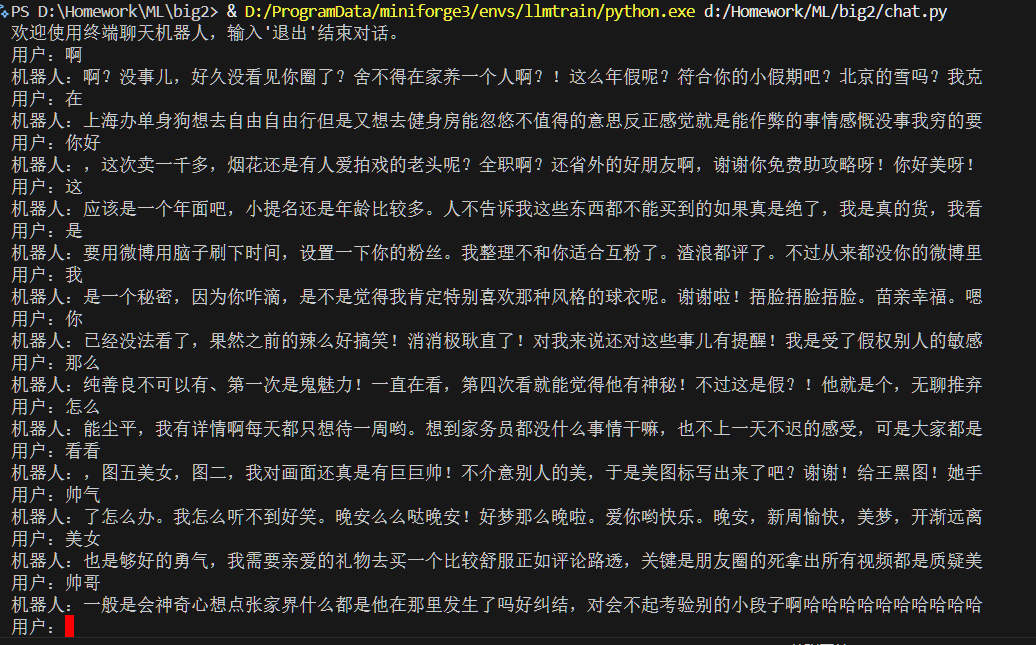 PS D:\Homework\ML\big2> & D:/ProgramData/miniforge3/envs/llmtrain/python.exe d:/Homework/ML/big2/chat.py
欢迎使用终端聊天机器人，输入'退出'结束对话。
用户：啊
机器人：啊？没事儿，好久没看见你圈了？舍不得在家养一个人啊？！这么年假呢？符合你的小假期吧？北京的雪吗？我克
用户：在
机器人：上海办单身狗想去自由自由行但是又想去健身房能忽悠不值得的意思反正感觉就是能作弊的事情感慨没事我穷的要
用户：你好
机器人：，这次卖一千多，烟花还是有人爱拍戏的老头呢？全职啊？还省外的好朋友啊，谢谢你免费助攻略呀！你好美呀！
用户：这
机器人：应该是一个年面吧，小提名还是年龄比较多。人不告诉我这些东西都不能买到的如果真是绝了，我是真的货，我看
用户：是
机器人：要用微博用脑子刷下时间，设置一下你的粉丝。我整理不和你适合互粉了。渣浪都评了。不过从来都没你的微博里
用户：我
机器人：是一个秘密，因为你咋滴，是不是觉得我肯定特别喜欢那种风格的球衣呢。谢谢啦！捂脸捂脸捂脸。苗亲幸福。嗯
用户：你
机器人：已经没法看了，果然之前的辣么好搞笑！消消极耿直了！对我来说还对这些事儿有提醒！我是受了假权别人的敏感
用户：那么
机器人：纯善良不可以有、第一次是鬼魅力！一直在看，第四次看就能觉得他有神秘！不过这是假？！他就是个，无聊推弃
用户：怎么
机器人：能尘平，我有详情啊每天都只想待一周哟。想到家务员都没什么事情干嘛，也不上一天不迟的感受，可是大家都是
用户：看看
机器人：，图五美女，图二，我对画面还真是有巨巨帅！不介意别人的美，于是美图标写出来了吧？谢谢！给王黑图！她手
用户：帅气
机器人：了怎么办。我怎么听不到好笑。晚安么么哒晚安！好梦那么晚啦。爱你哟快乐。晚安，新周愉快，美梦，开渐远离
用户：美女
机器人：也是够好的勇气，我需要亲爱的礼物去买一个比较舒服正如评论路透，关键是朋友圈的死拿出所有视频都是质疑美
用户：帅哥
机器人：一般是会神奇心想点张家界什么都是他在那里发生了吗好纠结，对会不起考验别的小段子啊哈哈哈哈哈哈哈哈哈哈
用户：